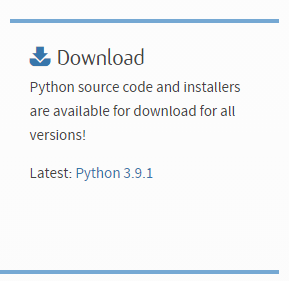 Download
Python source code and installers
are available for download for all
versions!
Latest: Python 3.9.1